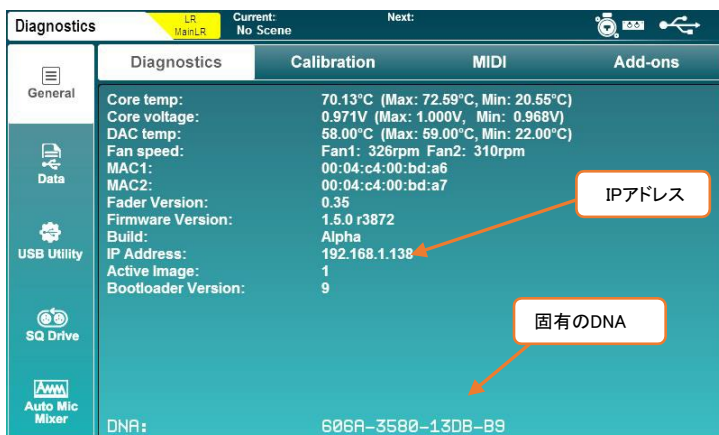 Diagnostics
LR
MainLR
Current:
No Scene
Next:
General
Data
USB Utility
SQ Drive
Auto Mic
Mixer
Diagnostics
Calibration
MIDI
Add-ons
Core temp: 70.13°C (Max: 72.59°C, Min: 20.55°C)
Core voltage: 0.971V (Max: 1.000V, Min: 0.968V)
DAC temp: 58.00°C (Max: 59.00°C, Min: 22.00°C)
Fan speed: Fan1: 326rpm Fan2: 310rpm
MAC1: 00:04:c4:00:bd:a6
MAC2: 00:04:c4:00:bd:a7
Fader Version: 0.35
Firmware Version: 1.5.0 r3872
Build: Alpha
IP Address: 192.168.1.138
Active Image: 1
Bootloader Version: 9
IPアドレス
固有のDNA
DNA: 606A-3580-13DB-B9